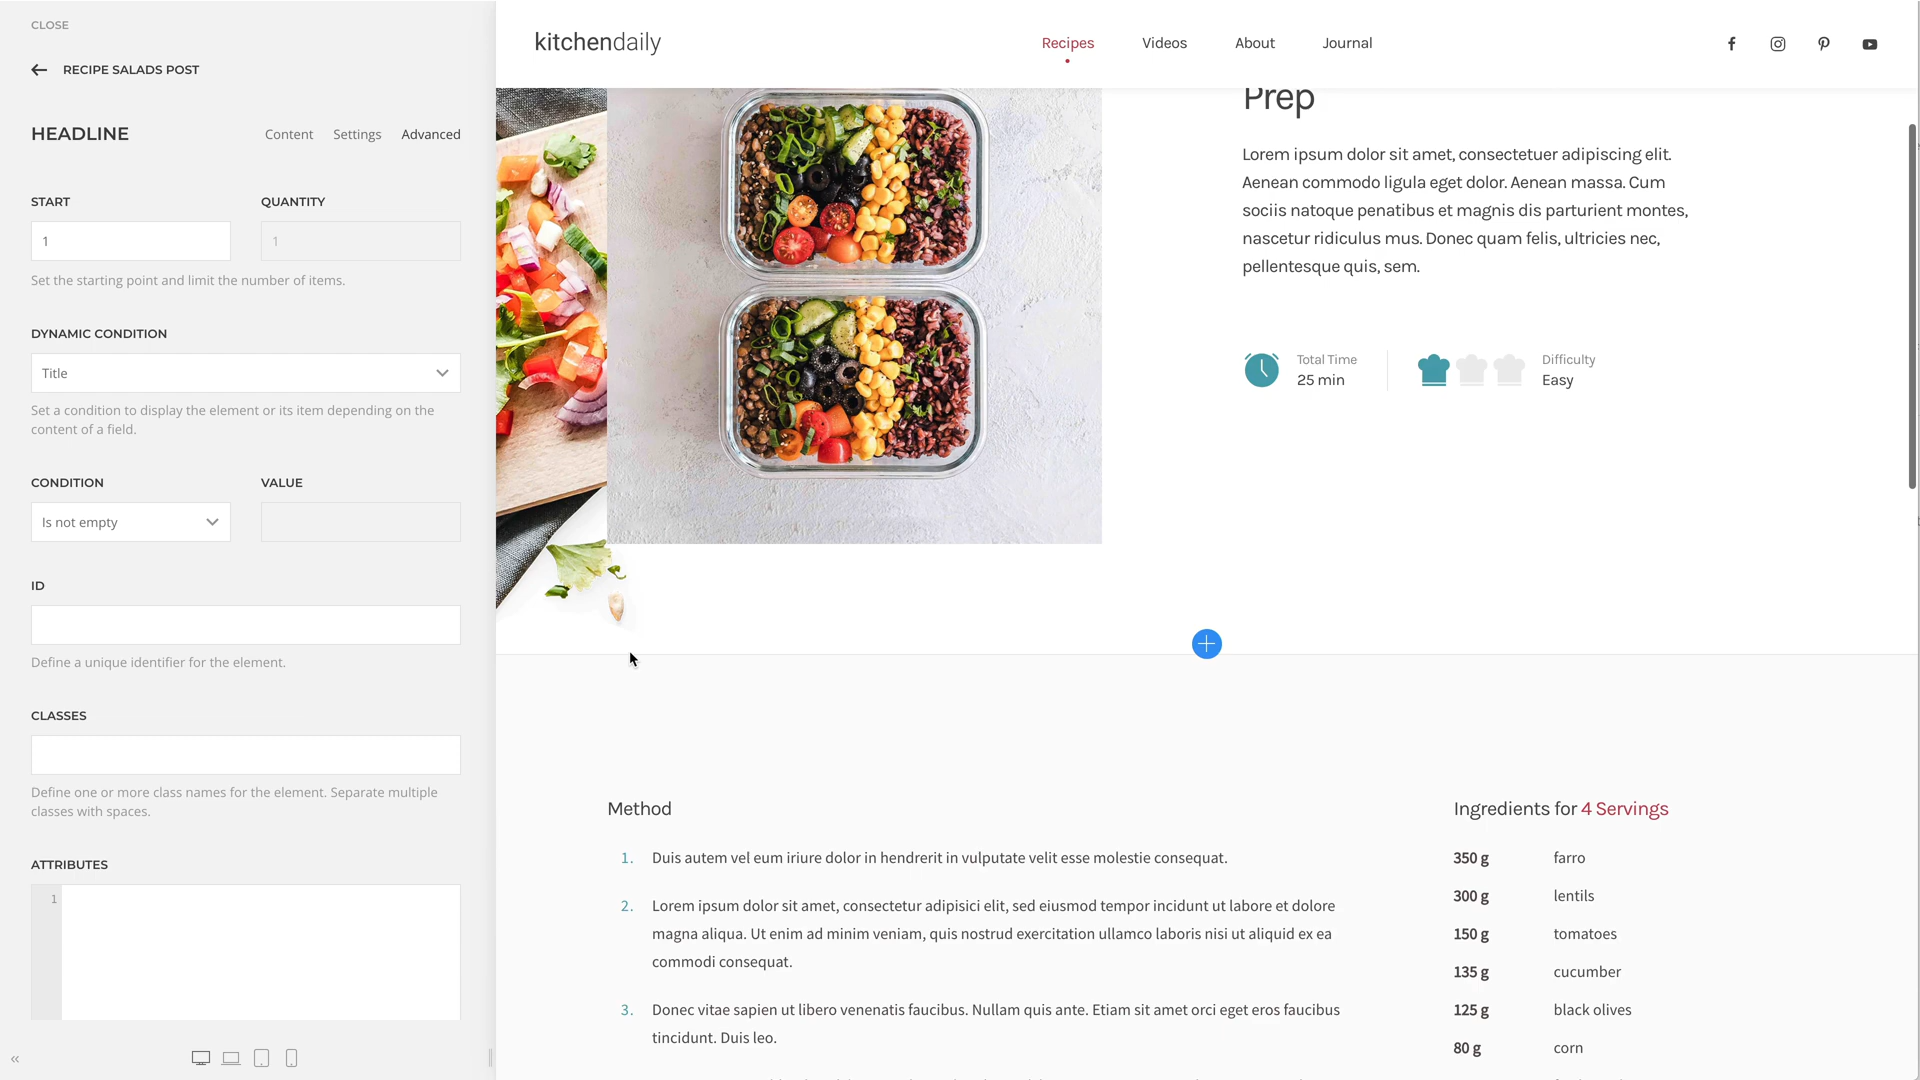 CLOSE
RECIPE SALADS POST
HEADLINE
Content
Settings
Advanced
START
QUANTITY
1
1
Set the starting point and limit the number of items.
DYNAMIC CONDITION
Title
Set a condition to display the element or its item depending on the
content of a field.
CONDITION
VALUE
Is not empty
ID
Define a unique identifier for the element.
CLASSES
Define one or more class names for the element. Separate multiple
classes with spaces.
ATTRIBUTES
1
kitchendaily
Recipes
Videos
About
Journal
Prep
Lorem ipsum dolor sit amet, consectetuer adipiscing elit.
Aenean commodo ligula eget dolor. Aenean massa. Cum
sociis natoque penatibus et magnis dis parturient montes,
nascetur ridiculus mus. Donec quam felis, ultricies nec,
pellentesque quis, sem.
Total Time
25 min
Difficulty
Easy
Method
1. Duis autem vel eum iriure dolor in hendrerit in vulputate velit esse molestie consequat.
2. Lorem ipsum dolor sit amet, consectetur adipisici elit, sed eiusmod tempor incidunt ut labore et dolore
magna aliqua. Ut enim ad minim veniam, quis nostrud exercitation ullamco laboris nisi ut aliquid ex ea
commodi consequat.
3. Donec vitae sapien ut libero venenatis faucibus. Nullam quis ante. Etiam sit amet orci eget eros faucibus
tincidunt. Duis leo.
Ingredients for 4 Servings
350 g farro
300 g lentils
150 g tomatoes
135 g cucumber
125 g black olives
80 g corn